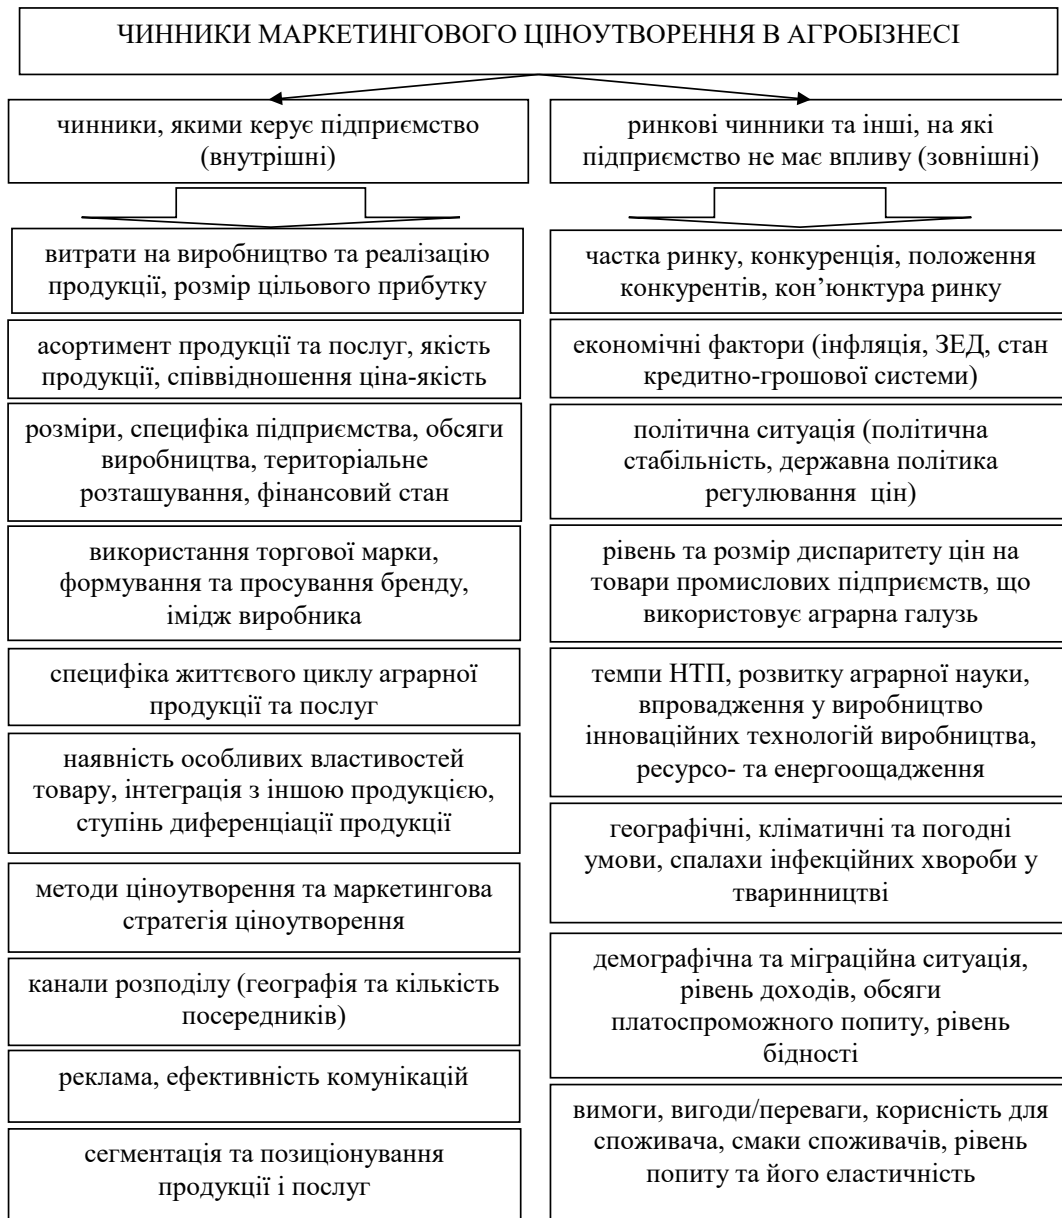 ЧИННИКИ МАРКЕТИНГОВОГО ЦІНОУТВОРЕННЯ В АГРОБІЗНЕСІ
чинники, якими керує підприємство
(внутрішні)
витрати на виробництво та реалізацію
продукції, розмір цільового прибутку
асортимент продукції та послуг, якість
продукції, співвідношення ціна-якість
розміри, специфіка підприємства, обсяги
виробництва, територіальне
розташування, фінансовий стан
використання торгової марки,
формування та просування бренду,
імідж виробника
специфіка життєвого циклу аграрної
продукції та послуг
наявність особливих властивостей
товару, інтеграція з іншою продукцією,
ступінь диференціації продукції
методи ціноутворення та маркетингова
стратегія ціноутворення
канали розподілу (географія та кількість
посередників)
реклама, ефективність комунікацій
сегментація та позиціонування
продукції і послуг
ринкові чинники та інші, на які
підприємство не має впливу (зовнішні)
частка ринку, конкуренція, положення
конкурентів, кон’юнктура ринку
економічні фактори (інфляція, ЗЕД, стан
кредитно-грошової системи)
політична ситуація (політична
стабільність, державна політика
регулювання цін)
рівень та розмір диспаритету цін на
товари промислових підприємств, що
використовує аграрна галузь
темпи НТП, розвитку аграрної науки,
впровадження у виробництво
інноваційних технологій виробництва,
ресурсо- та енергоощадження
географічні, кліматичні та погодні
умови, спалахи інфекційних хвороби у
тваринництві
демографічна та міграційна ситуація,
рівень доходів, обсяги
платоспроможного попиту, рівень
бідності
вимоги, вигоди/переваги, корисність для
споживача, смаки споживачів, рівень
попиту та його еластичність